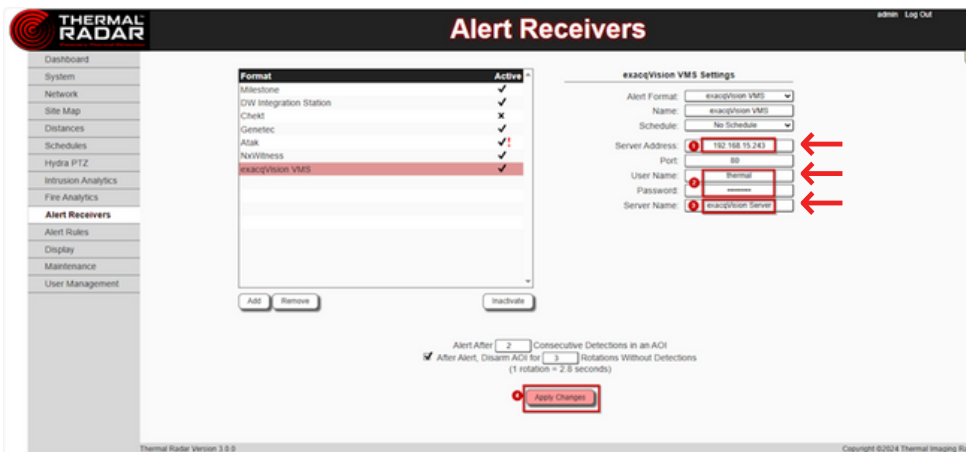 THERMAL
RADAR
Alert Receivers
admin Log Out
Dashboard
System
Network
Site Map
Distances
Schedules
Hydra PTZ
Intrusion Analytics
Fire Analytics
Alert Receivers
Alert Rules
Display
Maintenance
User Management
Format Active
Milestone
DW Integration Station
Chekt x
Genetec
Atak !
NxWitness
exacqVision VMS
Add Remove Inactivate
exacqVision VMS Settings
Alert Format: exacqVision VMS
Name: exacqVision VMS
Schedule: No Schedule
Server Address: 1 192.168.15.243
Port: 80
User Name: thermal
2
Password:
Server Name: 3 exacqVision Server
Alert After 2 Consecutive Detections in an AOI
After Alert, Disarm AOI for 3 Rotations Without Detections
(1 rotation = 2.8 seconds)
4 Apply Changes
Thermal Radar Version 3.0.0
Copyright ©2024 Thermal Imaging Ra